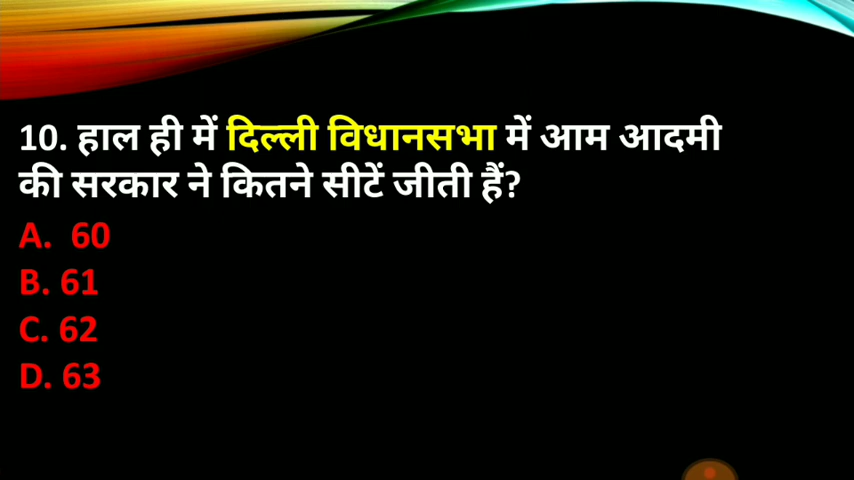 10. हाल ही में दिल्ली विधानसभा में आम आदमी
की सरकार ने कितने सीटें जीती हैं?
A. 60
B. 61
C. 62
D. 63